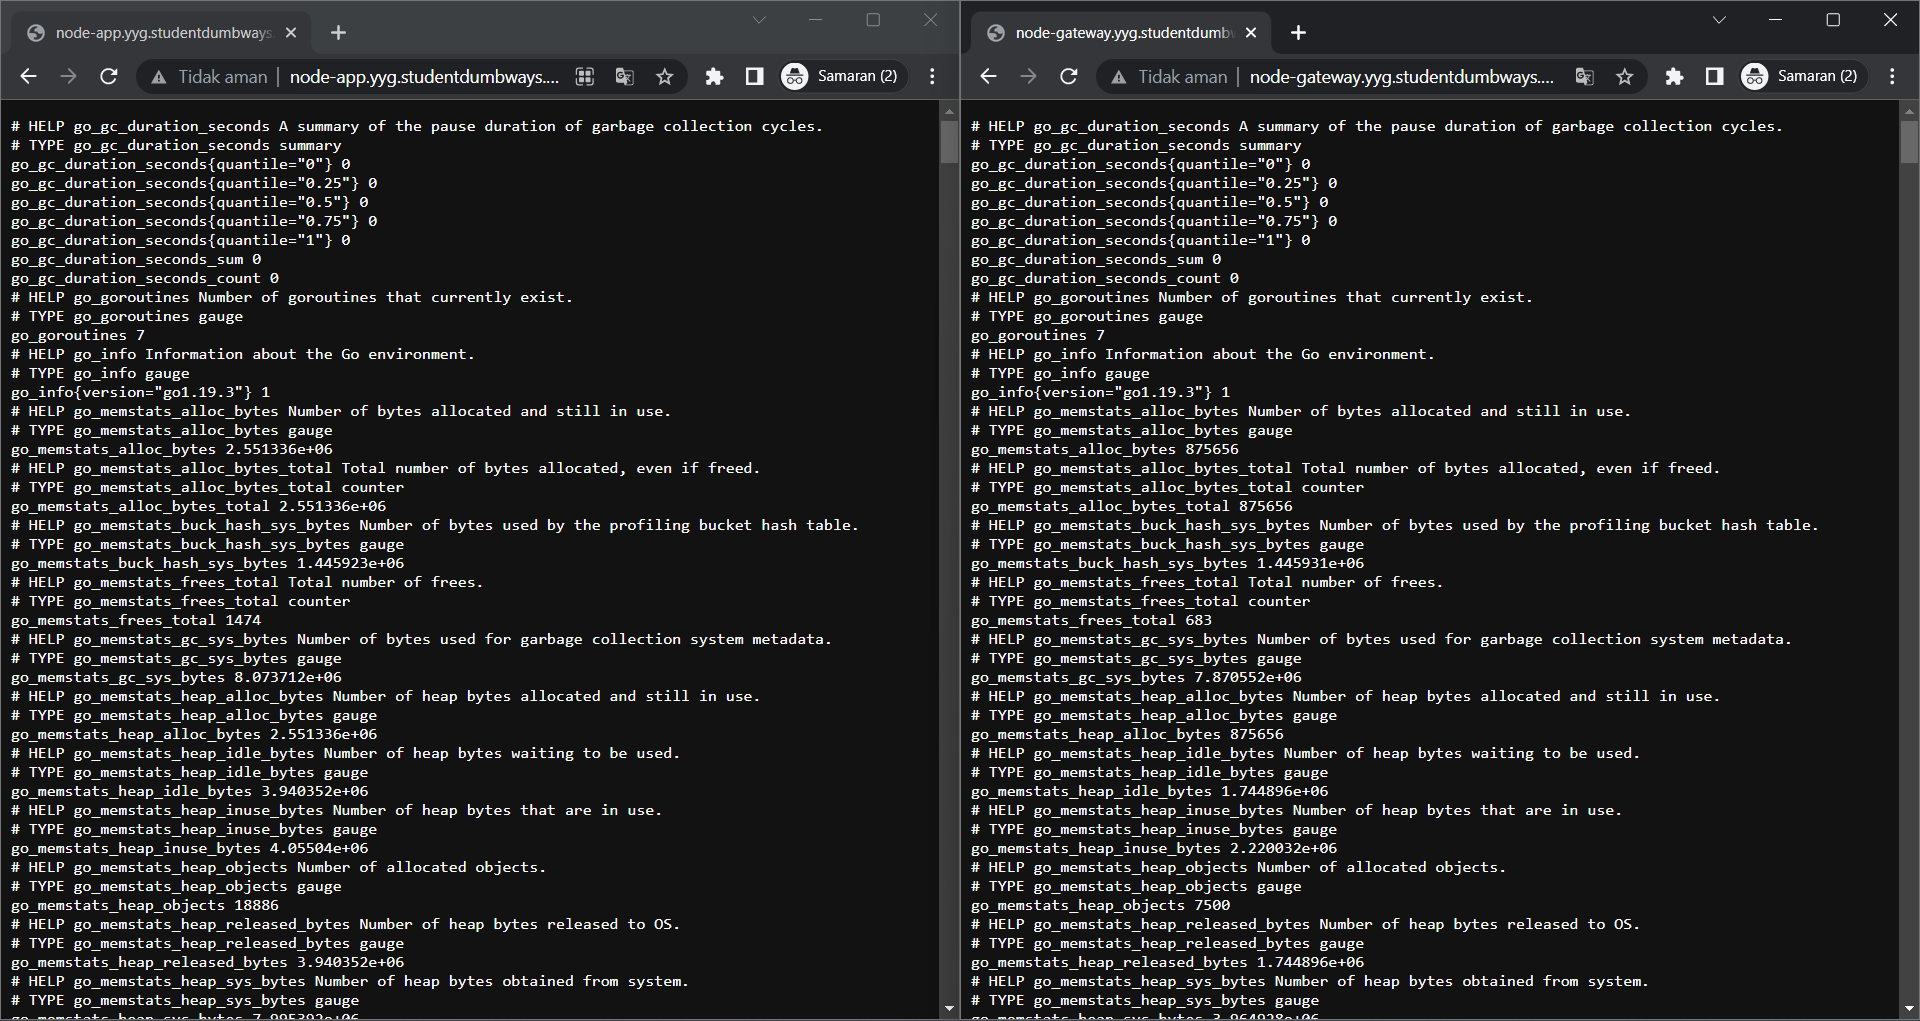 node-app.yyg.studentdumbways.
Tidak aman
node-app.yyg.studentdumbways....
Samaran (2)
# HELP go_gc_duration_seconds A summary of the pause duration of garbage collection cycles.
# TYPE go_gc_duration_seconds summary
go_gc_duration_seconds{quantile="0"} 0
go_gc_duration_seconds{quantile="0.25"} 0
go_gc_duration_seconds{quantile="0.5"} 0
go_gc_duration_seconds{quantile="0.75"} 0
go_gc_duration_seconds{quantile="1"} 0
go_gc_duration_seconds_sum 0
go_gc_duration_seconds_count 0
# HELP go_goroutines Number of goroutines that currently exist.
# TYPE go_goroutines gauge
go_goroutines 7
# HELP go_info Information about the Go environment.
# TYPE go_info gauge
go_info{version="go1.19.3"} 1
# HELP go_memstats_alloc_bytes Number of bytes allocated and still in use.
# TYPE go_memstats_alloc_bytes gauge
go_memstats_alloc_bytes 2.551336e+06
# HELP go_memstats_alloc_bytes_total Total number of bytes allocated, even if freed.
# TYPE go_memstats_alloc_bytes_total counter
go_memstats_alloc_bytes_total 2.551336e+06
# HELP go_memstats_buck_hash_sys_bytes Number of bytes used by the profiling bucket hash table.
# TYPE go_memstats_buck_hash_sys_bytes gauge
go_memstats_buck_hash_sys_bytes 1.445923e+06
# HELP go_memstats_frees_total Total number of frees.
# TYPE go_memstats_frees_total counter
go_memstats_frees_total 1474
# HELP go_memstats_gc_sys_bytes Number of bytes used for garbage collection system metadata.
# TYPE go_memstats_gc_sys_bytes gauge
go_memstats_gc_sys_bytes 8.073712e+06
# HELP go_memstats_heap_alloc_bytes Number of heap bytes allocated and still in use.
# TYPE go_memstats_heap_alloc_bytes gauge
go_memstats_heap_alloc_bytes 2.551336e+06
# HELP go_memstats_heap_idle_bytes Number of heap bytes waiting to be used.
# TYPE go_memstats_heap_idle_bytes gauge
go_memstats_heap_idle_bytes 3.940352e+06
# HELP go_memstats_heap_inuse_bytes Number of heap bytes that are in use.
# TYPE go_memstats_heap_inuse_bytes gauge
go_memstats_heap_inuse_bytes 4.05504e+06
# HELP go_memstats_heap_objects Number of allocated objects.
# TYPE go_memstats_heap_objects gauge
go_memstats_heap_objects 18886
# HELP go_memstats_heap_released_bytes Number of heap bytes released to OS.
# TYPE go_memstats_heap_released_bytes gauge
go_memstats_heap_released_bytes 3.940352e+06
# HELP go_memstats_heap_sys_bytes Number of heap bytes obtained from system.
# TYPE go_memstats_heap_sys_bytes gauge
go_memstats_heap_sys_bytes 7.995392e+06
node-gateway.yyg.studentdumb
Tidak aman
node-gateway.yyg.studentdumbways....
Samaran (2)
# HELP go_gc_duration_seconds A summary of the pause duration of garbage collection cycles.
# TYPE go_gc_duration_seconds summary
go_gc_duration_seconds{quantile="0"} 0
go_gc_duration_seconds{quantile="0.25"} 0
go_gc_duration_seconds{quantile="0.5"} 0
go_gc_duration_seconds{quantile="0.75"} 0
go_gc_duration_seconds{quantile="1"} 0
go_gc_duration_seconds_sum 0
go_gc_duration_seconds_count 0
# HELP go_goroutines Number of goroutines that currently exist.
# TYPE go_goroutines gauge
go_goroutines 7
# HELP go_info Information about the Go environment.
# TYPE go_info gauge
go_info{version="go1.19.3"} 1
# HELP go_memstats_alloc_bytes Number of bytes allocated and still in use.
# TYPE go_memstats_alloc_bytes gauge
go_memstats_alloc_bytes 875656
# HELP go_memstats_alloc_bytes_total Total number of bytes allocated, even if freed.
# TYPE go_memstats_alloc_bytes_total counter
go_memstats_alloc_bytes_total 875656
# HELP go_memstats_buck_hash_sys_bytes Number of bytes used by the profiling bucket hash table.
# TYPE go_memstats_buck_hash_sys_bytes gauge
go_memstats_buck_hash_sys_bytes 1.445931e+06
# HELP go_memstats_frees_total Total number of frees.
# TYPE go_memstats_frees_total counter
go_memstats_frees_total 683
# HELP go_memstats_gc_sys_bytes Number of bytes used for garbage collection system metadata.
# TYPE go_memstats_gc_sys_bytes gauge
go_memstats_gc_sys_bytes 7.870552e+06
# HELP go_memstats_heap_alloc_bytes Number of heap bytes allocated and still in use.
# TYPE go_memstats_heap_alloc_bytes gauge
go_memstats_heap_alloc_bytes 875656
# HELP go_memstats_heap_idle_bytes Number of heap bytes waiting to be used.
# TYPE go_memstats_heap_idle_bytes gauge
go_memstats_heap_idle_bytes 1.744896e+06
# HELP go_memstats_heap_inuse_bytes Number of heap bytes that are in use.
# TYPE go_memstats_heap_inuse_bytes gauge
go_memstats_heap_inuse_bytes 2.220032e+06
# HELP go_memstats_heap_objects Number of allocated objects.
# TYPE go_memstats_heap_objects gauge
go_memstats_heap_objects 7500
# HELP go_memstats_heap_released_bytes Number of heap bytes released to OS.
# TYPE go_memstats_heap_released_bytes gauge
go_memstats_heap_released_bytes 1.744896e+06
# HELP go_memstats_heap_sys_bytes Number of heap bytes obtained from system.
# TYPE go_memstats_heap_sys_bytes gauge
go_memstats_heap_sys_bytes 3.964928e+06